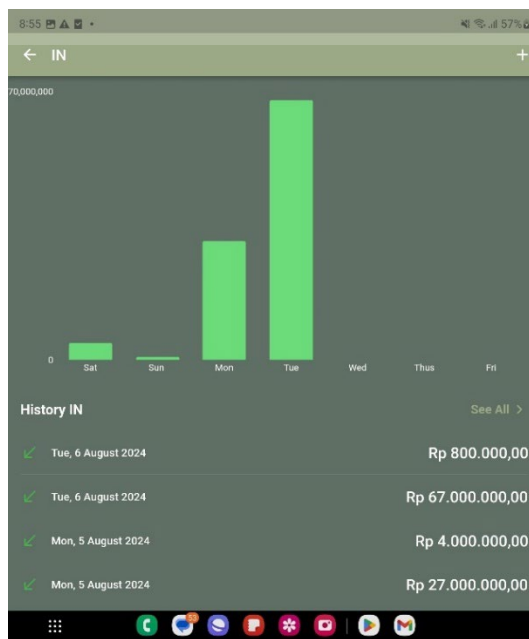 8:55
57%
IN
70,000,000
0
Sat Sun Mon Tue Wed Thus Fri
History IN See All
Tue, 6 August 2024 Rp 800.000,00
Tue, 6 August 2024 Rp 67.000.000,00
Mon, 5 August 2024 Rp 4.000.000,00
Mon, 5 August 2024 Rp 27.000.000,00